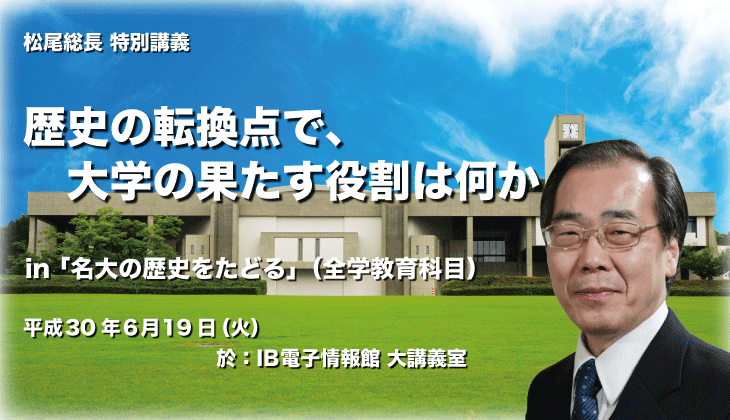 松尾総長 特別講義
歴史の転換点で、
大学の果たす役割は何か
in「名大の歴史をたどる」(全学教育科目)
平成30年6月19日(火)
於:IB電子情報館 大講義室